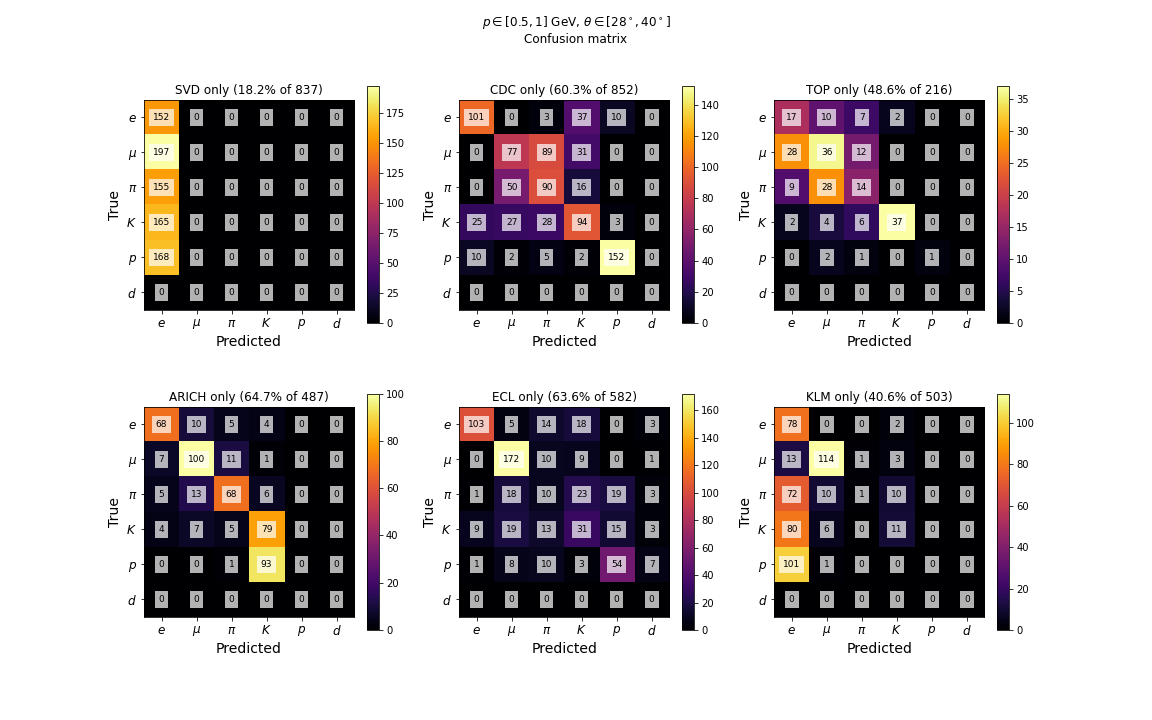 p ∈ [0.5, 1] GeV, θ ∈ [28°, 40°]
Confusion matrix
SVD only (18.2% of 837)
e 152 0 0 0 0 0
μ 197 0 0 0 0 0
π 155 0 0 0 0 0
K 165 0 0 0 0 0
p 168 0 0 0 0 0
d 0 0 0 0 0 0
e μ π K p d
True
Predicted
175
150
125
100
75
50
25
0
CDC only (60.3% of 852)
e 101 0 3 37 10 0
μ 0 77 89 31 0 0
π 0 50 90 16 0 0
K 25 27 28 94 3 0
p 10 2 5 2 152 0
d 0 0 0 0 0 0
e μ π K p d
True
Predicted
140
120
100
80
60
40
20
0
TOP only (48.6% of 216)
e 17 10 7 2 0 0
μ 28 36 12 0 0 0
π 9 28 14 0 0 0
K 2 4 6 37 0 0
p 0 2 1 0 1 0
d 0 0 0 0 0 0
e μ π K p d
True
Predicted
35
30
25
20
15
10
5
0
ARICH only (64.7% of 487)
e 68 10 5 4 0 0
μ 7 100 11 1 0 0
π 5 13 68 6 0 0
K 4 7 5 79 0 0
p 0 0 1 93 0 0
d 0 0 0 0 0 0
e μ π K p d
True
Predicted
100
80
60
40
20
0
ECL only (63.6% of 582)
e 103 5 14 18 0 3
μ 0 172 10 9 0 1
π 1 18 10 23 19 3
K 9 19 13 31 15 3
p 1 8 10 3 54 7
d 0 0 0 0 0 0
e μ π K p d
True
Predicted
160
140
120
100
80
60
40
20
0
KLM only (40.6% of 503)
e 78 0 0 2 0 0
μ 13 114 1 3 0 0
π 72 10 1 10 0 0
K 80 6 0 11 0 0
p 101 1 0 0 0 0
d 0 0 0 0 0 0
e μ π K p d
True
Predicted
100
80
60
40
20
0